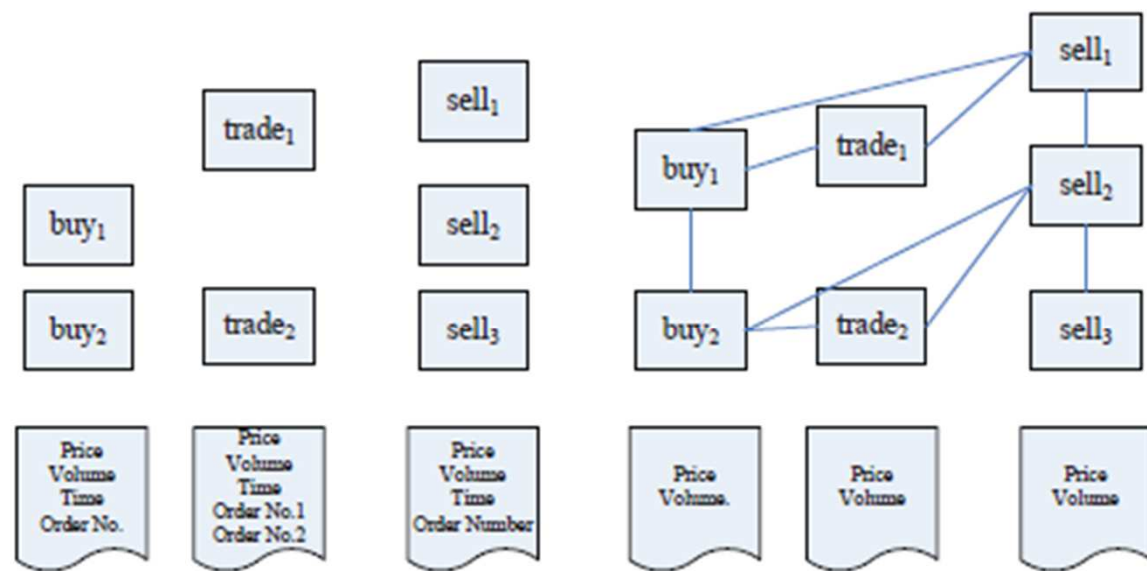 sell₁
trade₁
buy₁
sell₂
buy₂
trade₂
sell₃
Price
Volume
Time
Order No.
Price
Volume
Time
Order No.1
Order No.2
Price
Volume
Time
Order Number
sell₁
buy₁
trade₁
sell₂
buy₂
trade₂
sell₃
Price
Volume.
Price
Volume
Price
Volume